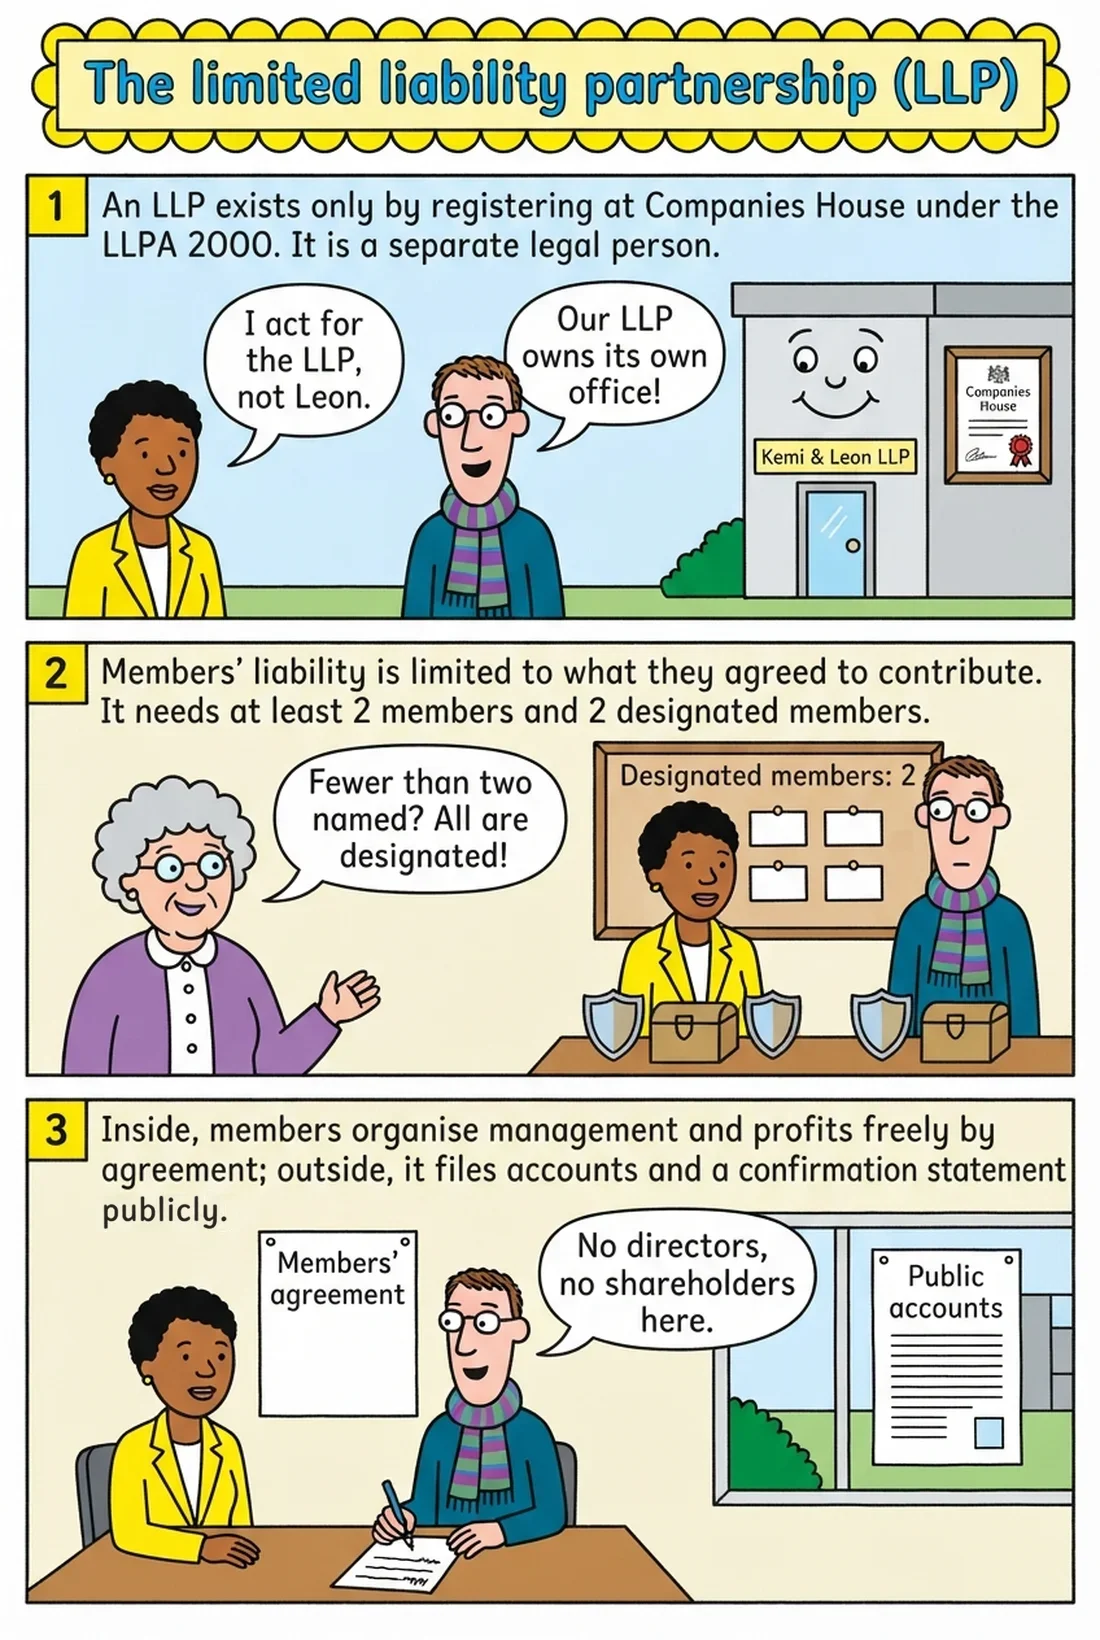 The limited liability partnership (LLP)
1
An LLP exists only by registering at Companies House under the
LLPA 2000. It is a separate legal person.
I act for
the LLP,
not Leon.
Our LLP
owns its own
office!
Companies
House
Kemi & Leon LLP
2
Members’ liability is limited to what they agreed to contribute.
It needs at least 2 members and 2 designated members.
Fewer than two
named? All are
designated!
Designated members: 2
3
Inside, members organise management and profits freely by
agreement; outside, it files accounts and a confirmation statement
publicly.
Members’
agreement
No directors,
no shareholders
here.
Public
accounts